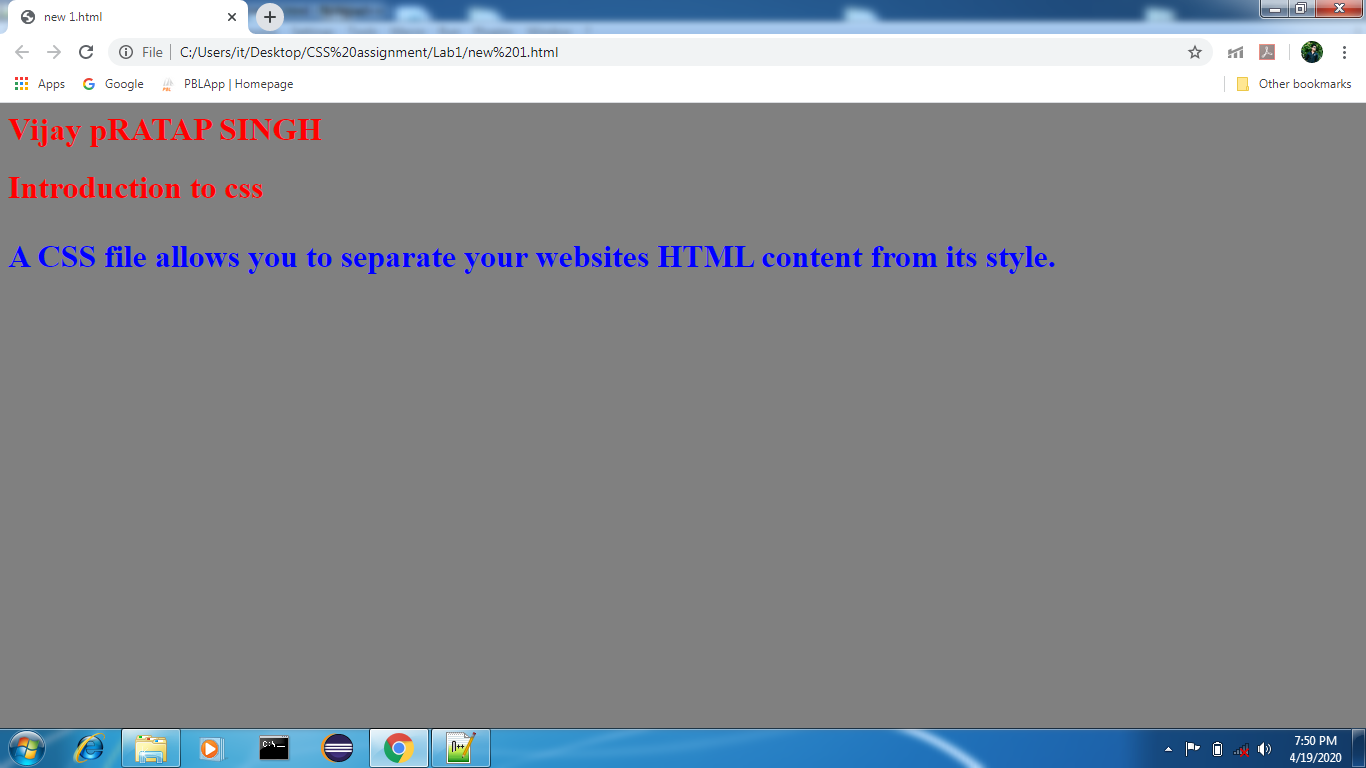 new 1.html
File C:/Users/it/Desktop/CSS%20assignment/Lab1/new%201.html
Apps Google PBLApp | Homepage Other bookmarks
Vijay pRATAP SINGH
Introduction to css
A CSS file allows you to separate your websites HTML content from its style.
7:50 PM
4/19/2020